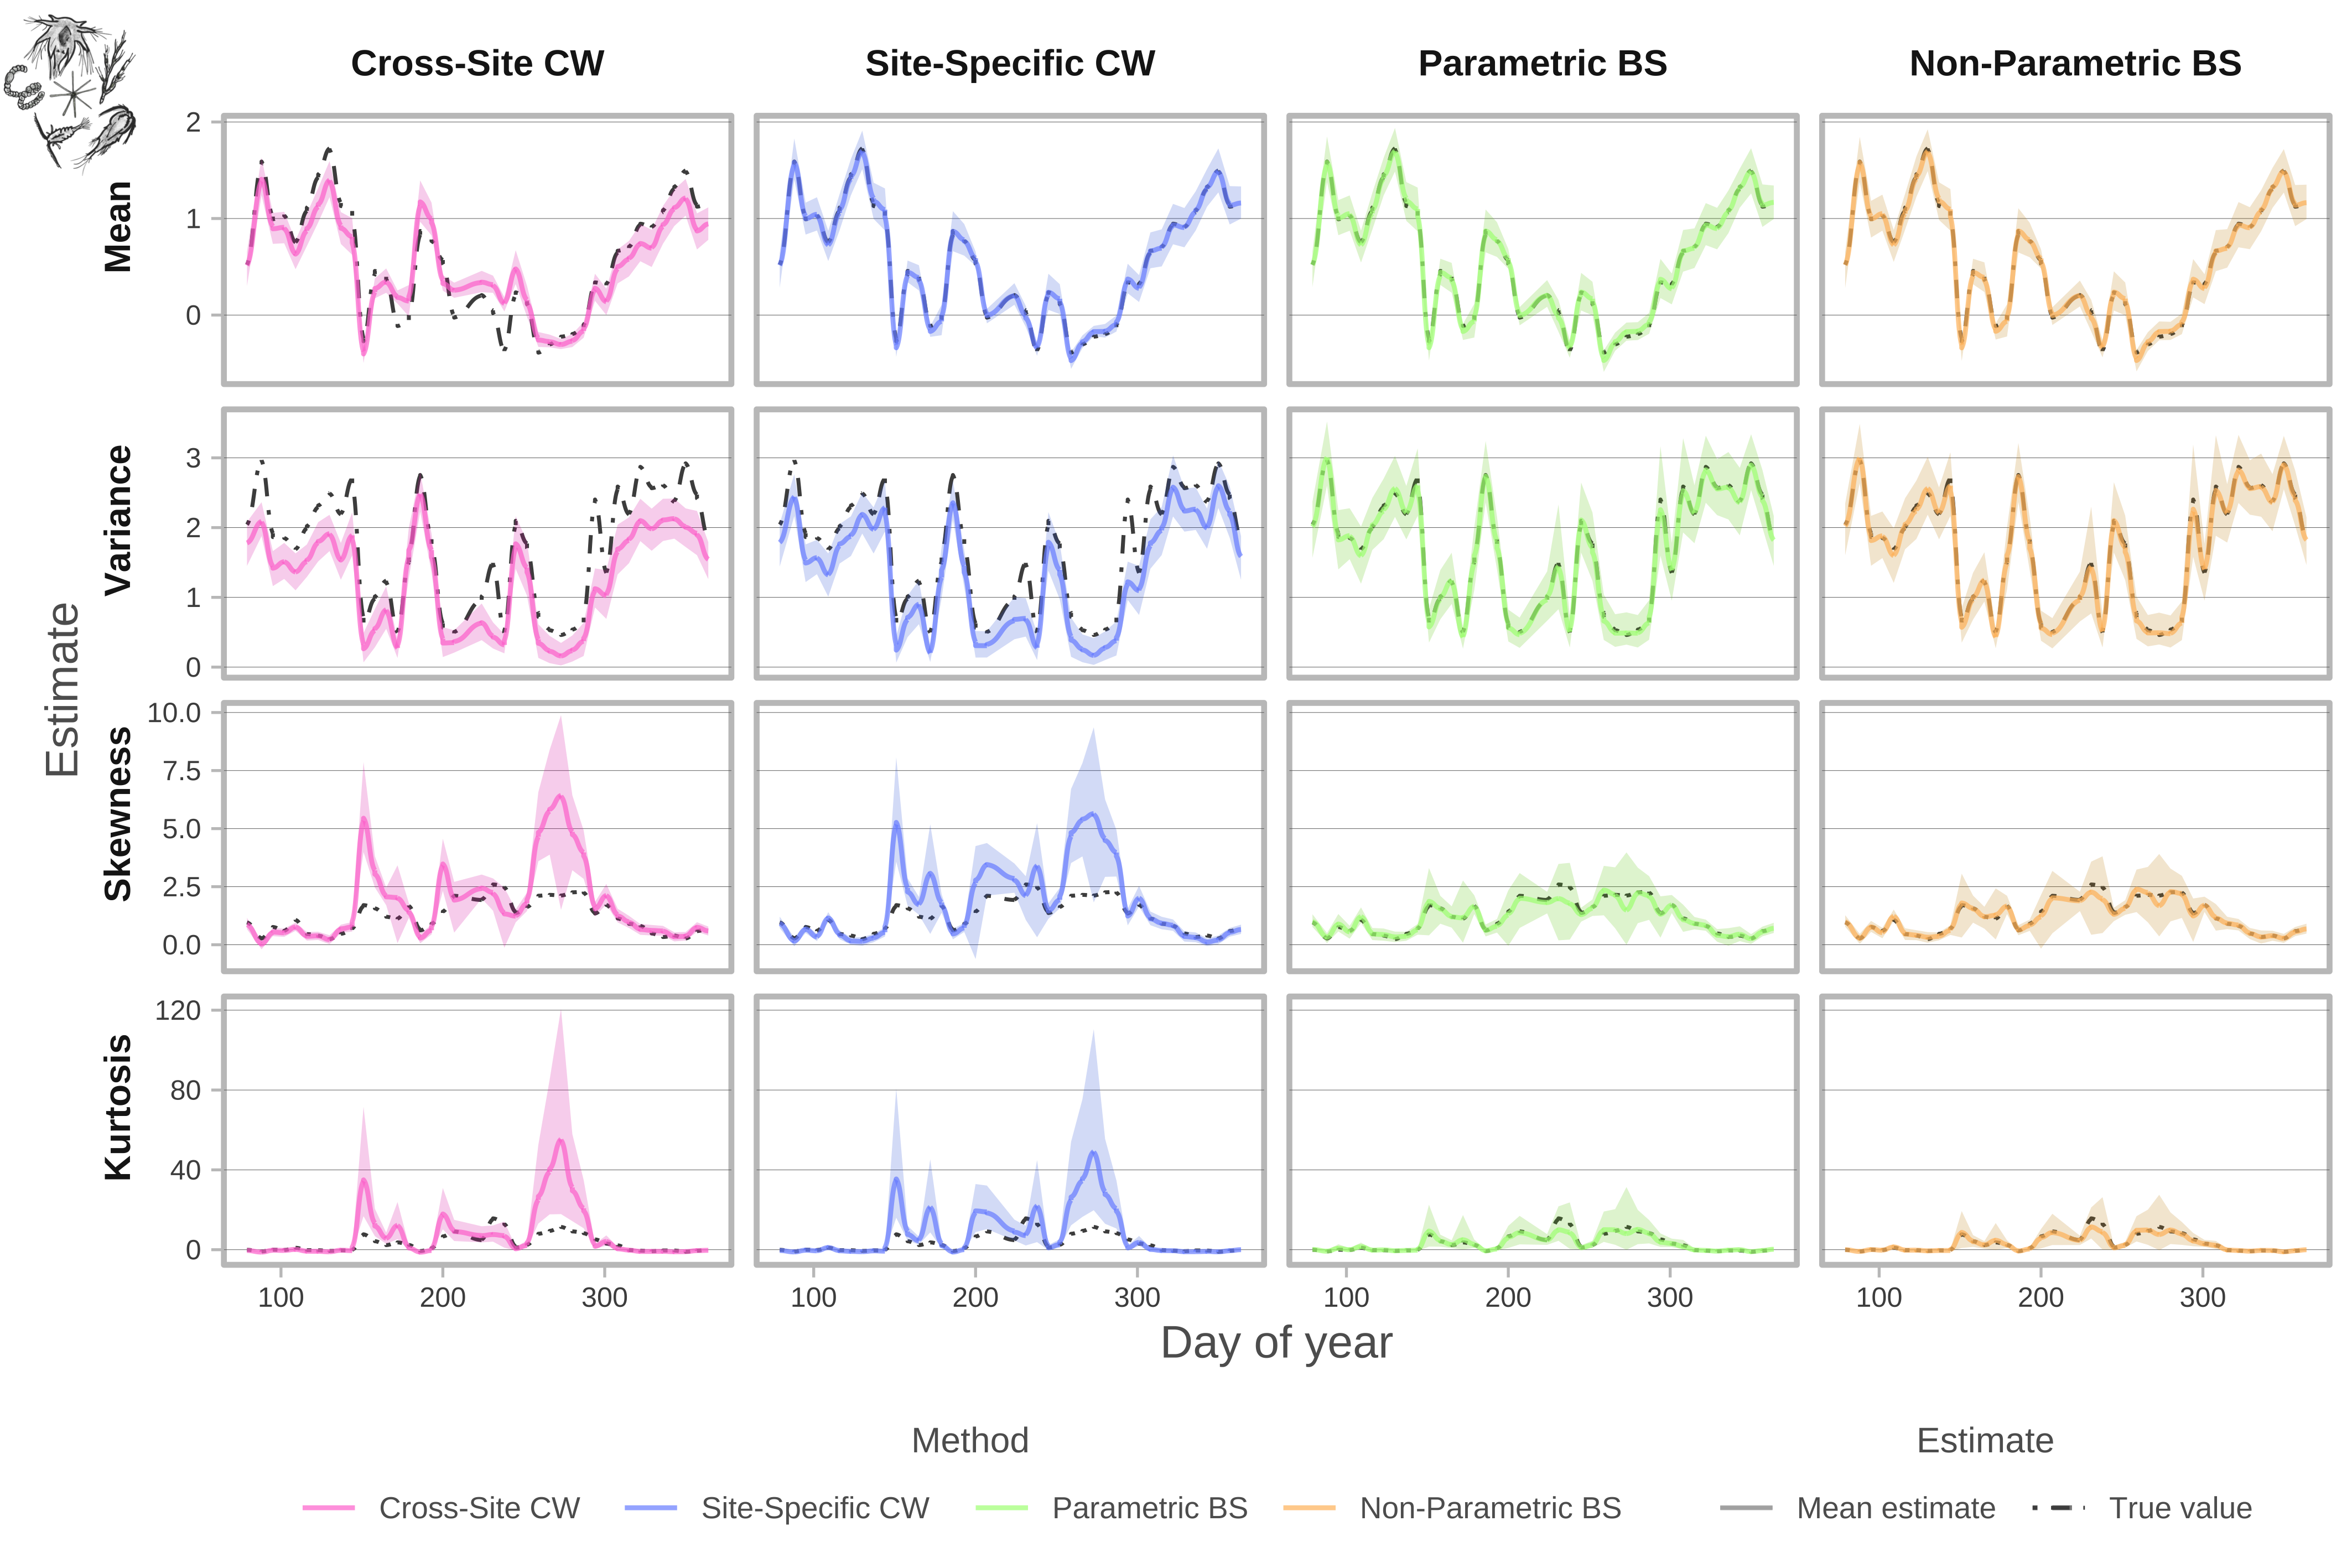 Cross-Site CW Site-Specific CW Parametric BS Non-Parametric BS
Estimate
Mean
2
1
0
Variance
3
2
1
0
Skewness
10.0
7.5
5.0
2.5
0.0
Kurtosis
120
80
40
0
100 200 300 100 200 300 100 200 300 100 200 300
Day of year
Method Estimate
Cross-Site CW Site-Specific CW Parametric BS Non-Parametric BS Mean estimate True value